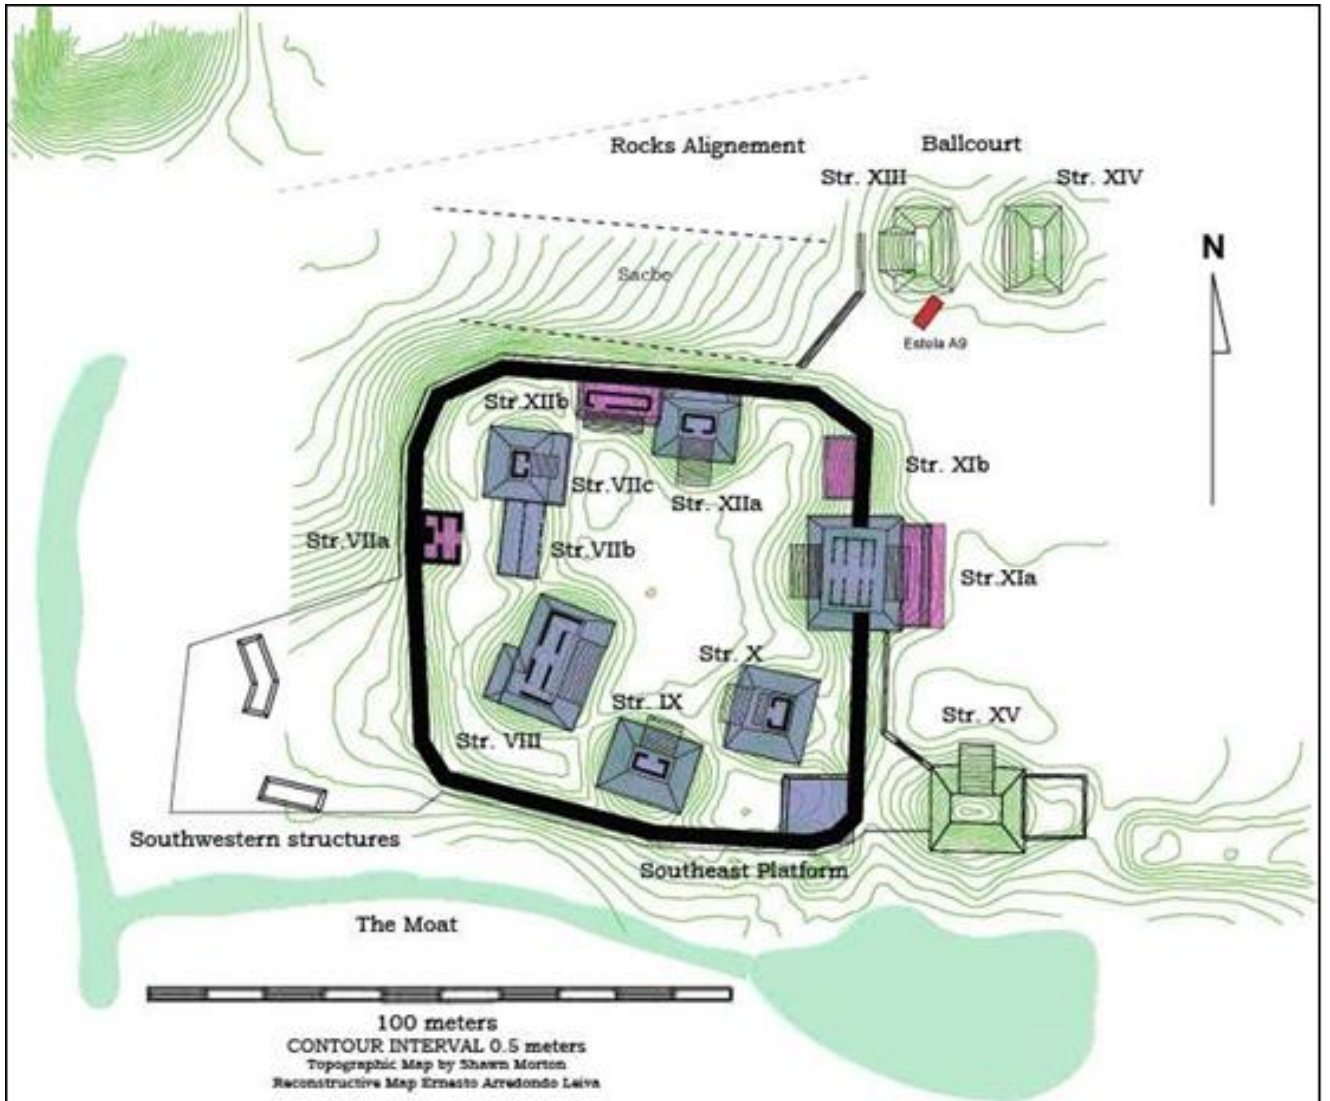 Rocks Alignement
Ballcourt
Str. XIII
Str. XIV
N
Sacbe
Estela A9
Str.XIIb
Str. XIb
Str.VIIc
Str. XIIa
Str.VIIa
Str.VIIb
Str.XIa
Str. X
Str. IX
Str. XV
Str. VIII
Southwestern structures
Southeast Platform
The Moat
100 meters
CONTOUR INTERVAL 0.5 meters
Topographic Map by Shawn Morton
Reconstructive Map Ernesto Arredondo Leiva